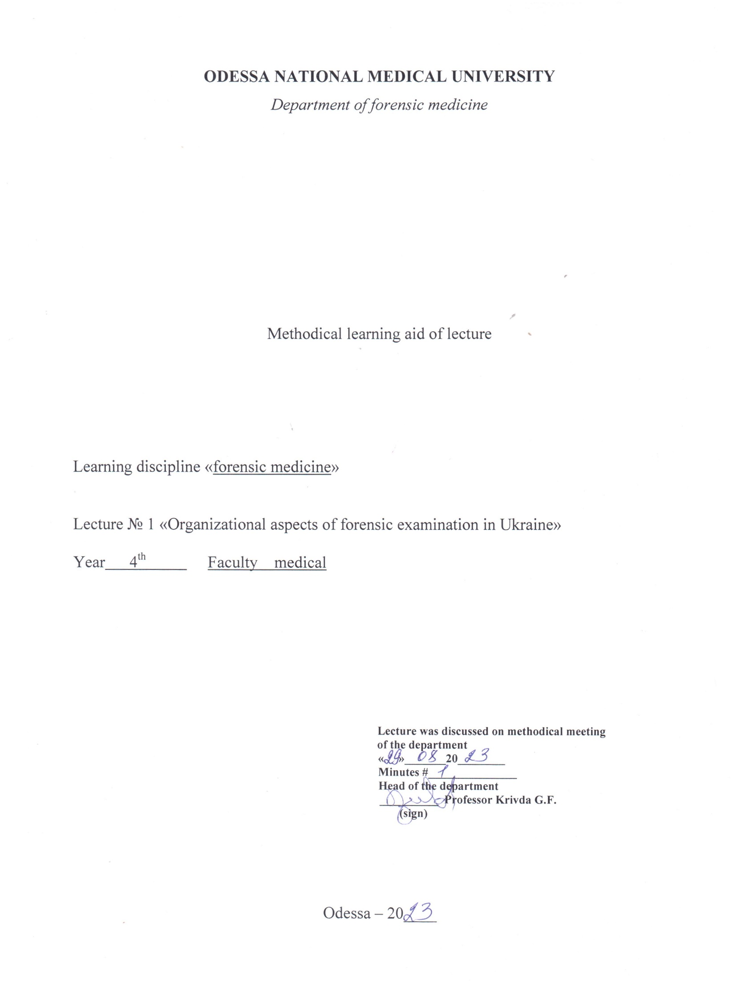 ODESSA NATIONAL MEDICAL UNIVERSITY
Department of forensic medicine
Methodical learning aid of lecture
Learning discipline «forensic medicine»
Lecture № 1 «Organizational aspects of forensic examination in Ukraine»
Year 4th Faculty medical
Lecture was discussed on methodical meeting
of the department
«29» 08 2023
Minutes # 1
Head of the department
Professor Krivda G.F.
(sign)
Odessa – 2023